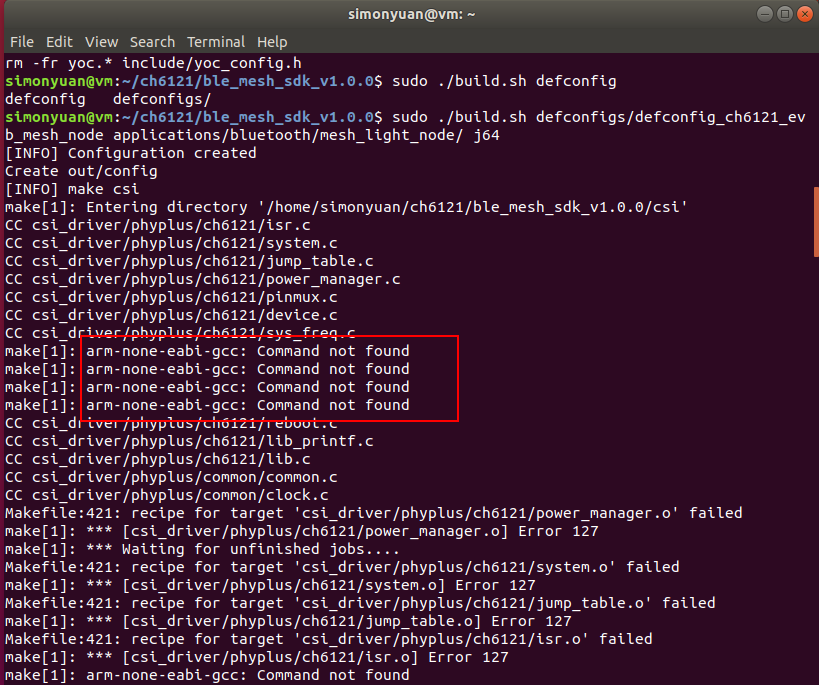 simonyuan@vm: ~
File Edit View Search Terminal Help
rm -fr yoc.* include/yoc_config.h
simonyuan@vm:~/ch6121/ble_mesh_sdk_v1.0.0$ sudo ./build.sh defconfig
defconfig   defconfigs/
simonyuan@vm:~/ch6121/ble_mesh_sdk_v1.0.0$ sudo ./build.sh defconfigs/defconfig_ch6121_ev
b_mesh_node applications/bluetooth/mesh_light_node/ j64
[INFO] Configuration created
Create out/config
[INFO] make csi
make[1]: Entering directory '/home/simonyuan/ch6121/ble_mesh_sdk_v1.0.0/csi'
CC csi_driver/phyplus/ch6121/isr.c
CC csi_driver/phyplus/ch6121/system.c
CC csi_driver/phyplus/ch6121/jump_table.c
CC csi_driver/phyplus/ch6121/power_manager.c
CC csi_driver/phyplus/ch6121/pinmux.c
CC csi_driver/phyplus/ch6121/device.c
CC csi_driver/phyplus/ch6121/sys_freq.c
make[1]: arm-none-eabi-gcc: Command not found
make[1]: arm-none-eabi-gcc: Command not found
make[1]: arm-none-eabi-gcc: Command not found
make[1]: arm-none-eabi-gcc: Command not found
CC csi_driver/phyplus/ch6121/reboot.c
CC csi_driver/phyplus/ch6121/lib_printf.c
CC csi_driver/phyplus/ch6121/lib.c
CC csi_driver/phyplus/common/common.c
CC csi_driver/phyplus/common/clock.c
Makefile:421: recipe for target 'csi_driver/phyplus/ch6121/power_manager.o' failed
make[1]: *** [csi_driver/phyplus/ch6121/power_manager.o] Error 127
make[1]: *** Waiting for unfinished jobs....
Makefile:421: recipe for target 'csi_driver/phyplus/ch6121/system.o' failed
make[1]: *** [csi_driver/phyplus/ch6121/system.o] Error 127
Makefile:421: recipe for target 'csi_driver/phyplus/ch6121/jump_table.o' failed
make[1]: *** [csi_driver/phyplus/ch6121/jump_table.o] Error 127
Makefile:421: recipe for target 'csi_driver/phyplus/ch6121/isr.o' failed
make[1]: *** [csi_driver/phyplus/ch6121/isr.o] Error 127
make[1]: arm-none-eabi-gcc: Command not found